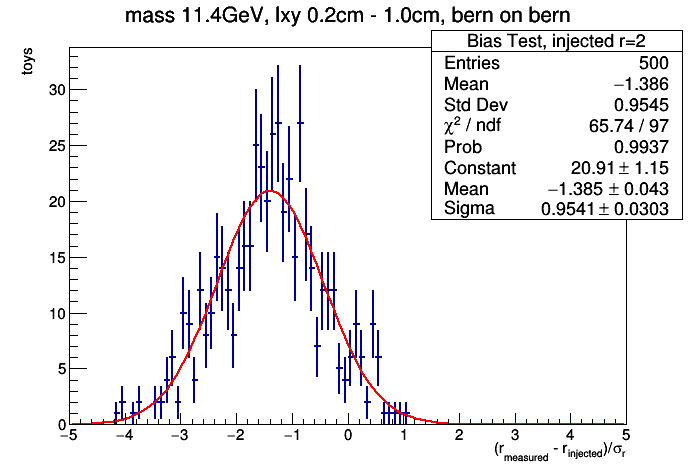 mass 11.4GeV, lxy 0.2cm - 1.0cm, bern on bern
Bias Test, injected r=2
Entries 500
Mean −1.386
Std Dev 0.9545
χ² / ndf 65.74 / 97
Prob 0.9937
Constant 20.91 ± 1.15
Mean −1.385 ± 0.043
Sigma 0.9541 ± 0.0303
toys
30
25
20
15
10
5
0
−5 −4 −3 −2 −1 0 1 2 3 4 5
(r_measured - r_injected)/σ_r